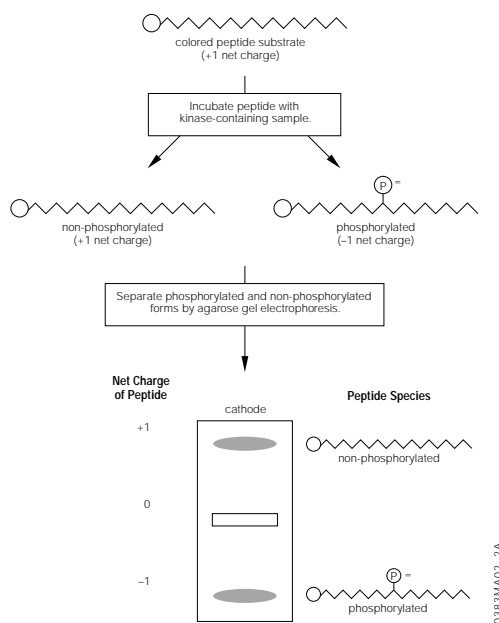 colored peptide substrate
(+1 net charge)
Incubate peptide with
kinase-containing sample.
P =
non-phosphorylated
(+1 net charge)
phosphorylated
(–1 net charge)
Separate phosphorylated and non-phosphorylated
forms by agarose gel electrophoresis.
Net Charge
of Peptide
cathode
Peptide Species
+1
non-phosphorylated
0
–1
P =
phosphorylated